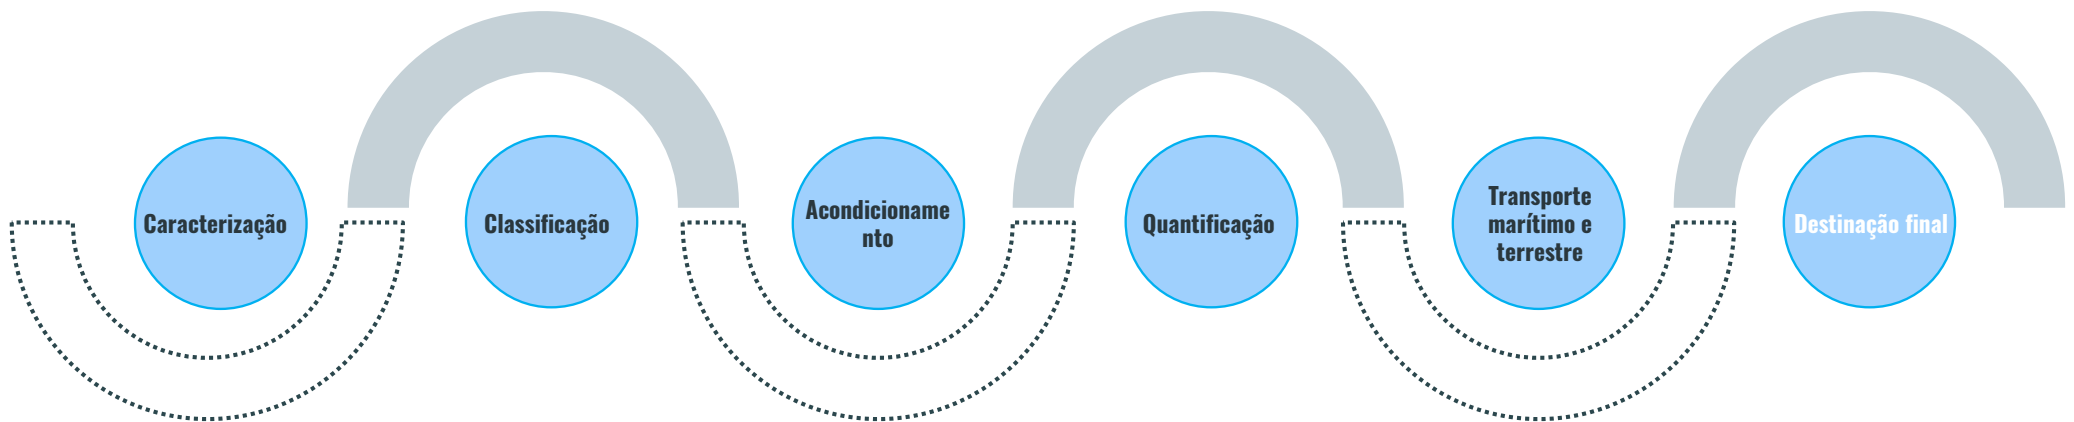 Caracterização
Classificação
Acondicioname
nto
Quantificação
Transporte
marítimo e
terrestre
Destinação final